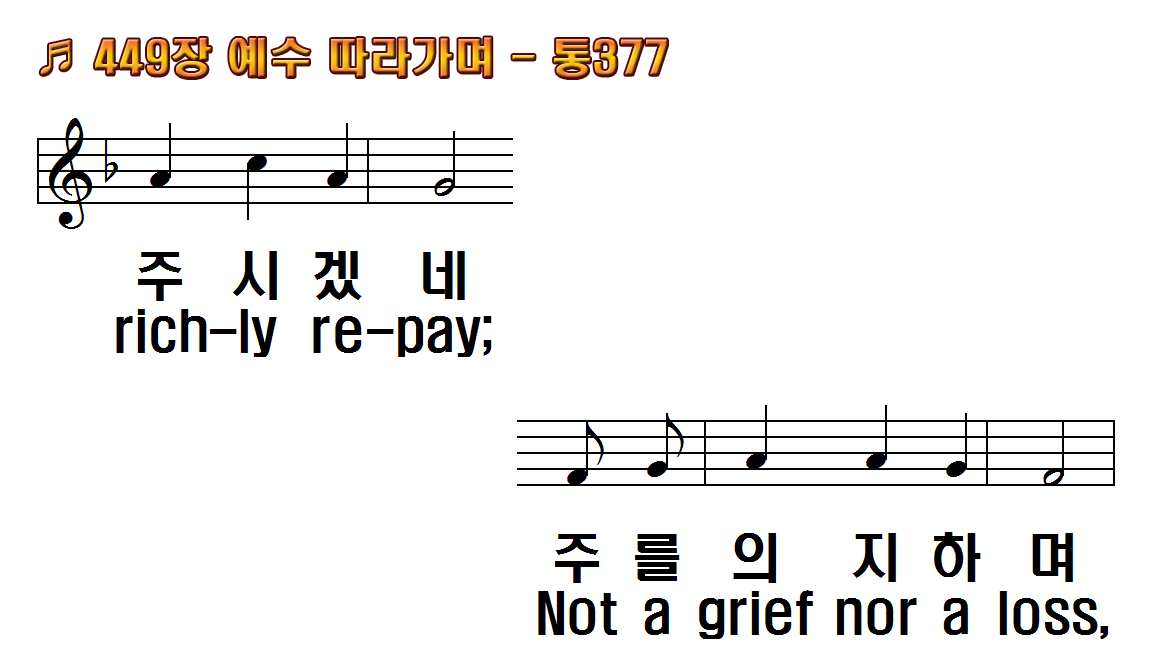 ♬ 449장 예수 따라가며 - 통377
주 시 겠 네
rich-ly re-pay;
주 를 의 지 하 며
Not a grief nor a loss,